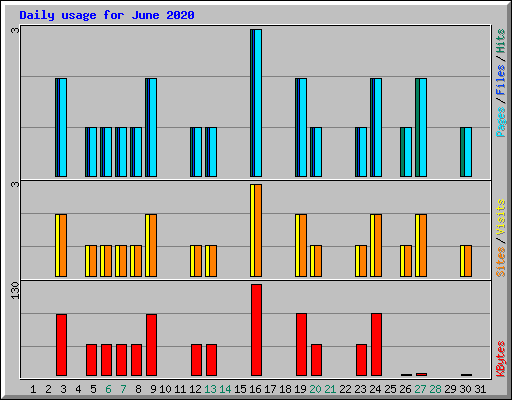 Daily usage for June 2020
3
Pages/Files/Hits
3
Sites/Visits
130
KBytes
1 2 3 4 5 6 7 8 9 10 11 12 13 14 15 16 17 18 19 20 21 22 23 24 25 26 27 28 29 30 31